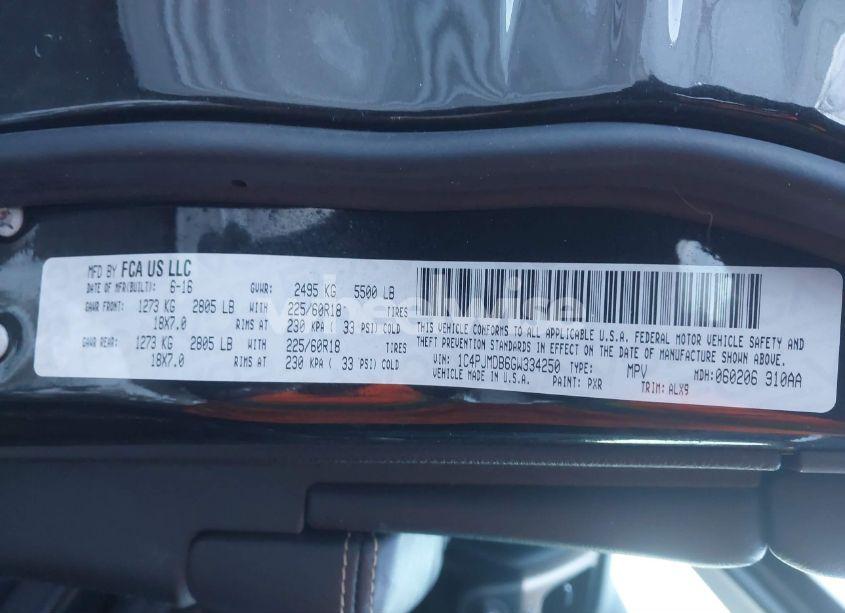 MFD BY FCA US LLC
DATE OF MFR(BUILT): 6-16 GVWR: 2495 KG 5500 LB
GAWR FRONT: 1273 KG 2805 LB WITH 225/60R18 TIRES
18X7.0 RIMS AT 230 KPA ( 33 PSI) COLD
GAWR REAR: 1273 KG 2805 LB WITH 225/60R18 TIRES
18X7.0 RIMS AT 230 KPA ( 33 PSI) COLD
THIS VEHICLE CONFORMS TO ALL APPLICABLE U.S.A. FEDERAL MOTOR VEHICLE SAFETY AND
THEFT PREVENTION STANDARDS IN EFFECT ON THE DATE OF MANUFACTURE SHOWN ABOVE.
VIN: 1C4PJMDB6GW334250 TYPE: MPV MDH: 060206 910AA
MADE IN U.S.A. PAINT: PXR TRIM: ALX9
wheelwise